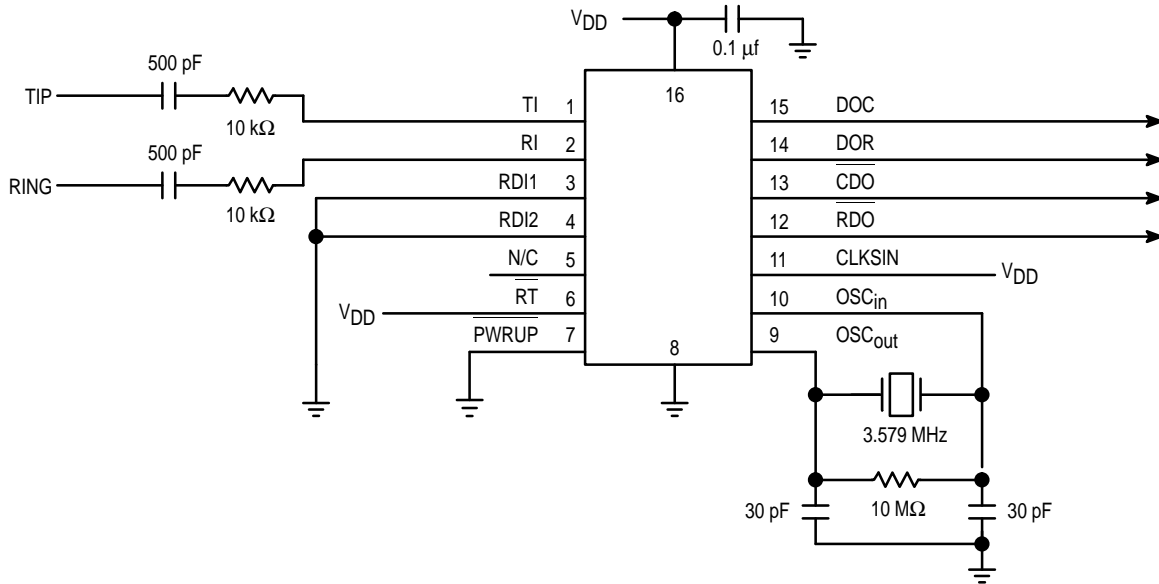 VDD
0.1 μf
500 pF
TIP
10 kΩ
500 pF
RING
10 kΩ
16
TI 1
RI 2
RDI1 3
RDI2 4
N/C 5
VDD
RT 6
PWRUP 7
8
15 DOC
14 DOR
13 CDO
12 RDO
11 CLKSIN
VDD
10 OSCin
9 OSCout
3.579 MHz
10 MΩ
30 pF
30 pF